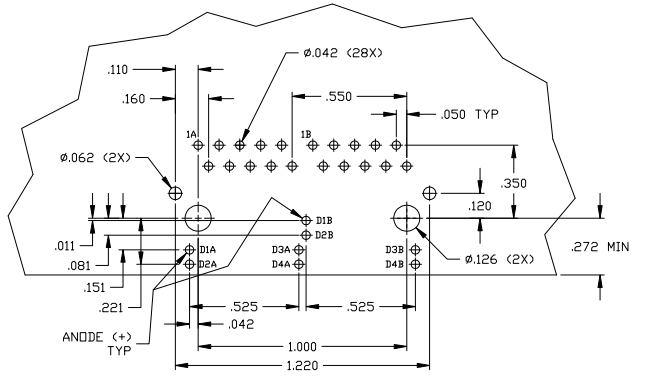 .110
Ø.042 (28X)
.160
.550
.050 TYP
1A
1B
Ø.062 (2X)
.350
.120
D1B
.011
D2B
.272 MIN
D1A
D3A
D3B
.081
Ø.126 (2X)
D2A
D4A
D4B
.151
.221
.525
.525
.042
ANODE (+)
TYP
1.000
1.220